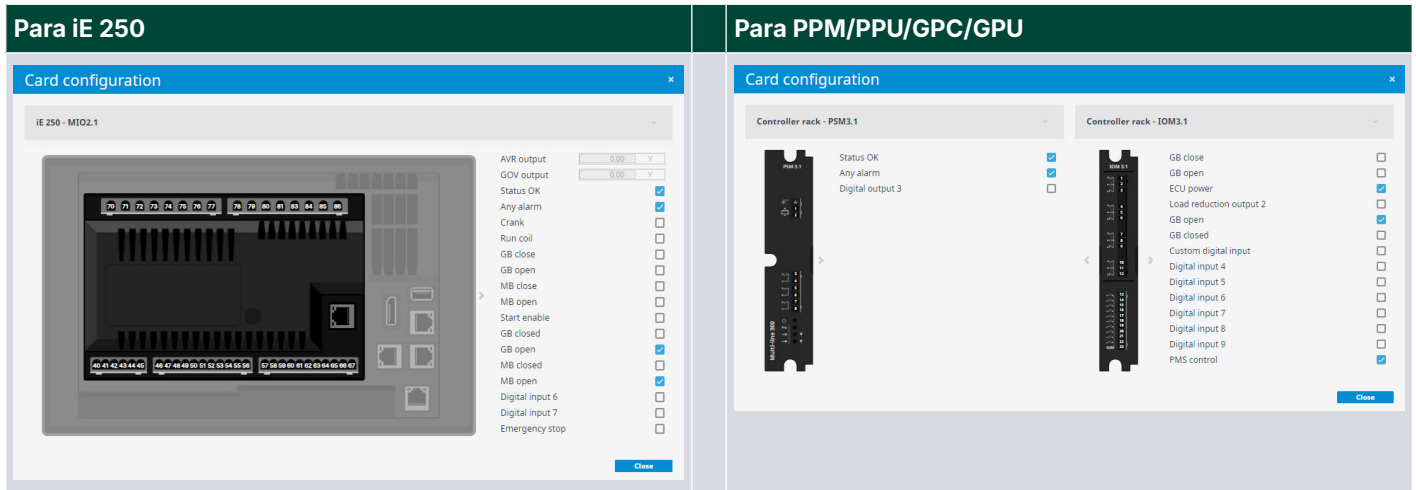 Para iE 250
Para PPM/PPU/GPC/GPU
Card configuration ×
iE 250 - MIO2.1
70 71 72 73 74 75 76 77 78 79 80 81 83 84 85 86
40 41 42 43 44 45 46 47 48 49 50 51 52 53 54 55 56 57 58 59 60 61 62 63 64 65 66 67
AVR output 0.00 V
GOV output 0.00 V
Status OK
Any alarm
Crank
Run coil
GB close
GB open
MB close
MB open
Start enable
GB closed
GB open
MB closed
MB open
Digital input 6
Digital input 7
Emergency stop
Close
Card configuration ×
Controller rack - PSM3.1
PSM 3.1
Multi-line 300
Status OK
Any alarm
Digital output 3
Controller rack - IOM3.1
IOM 3.1
GB close
GB open
ECU power
Load reduction output 2
GB open
GB closed
Custom digital input
Digital input 4
Digital input 5
Digital input 6
Digital input 7
Digital input 8
Digital input 9
PMS control
Close